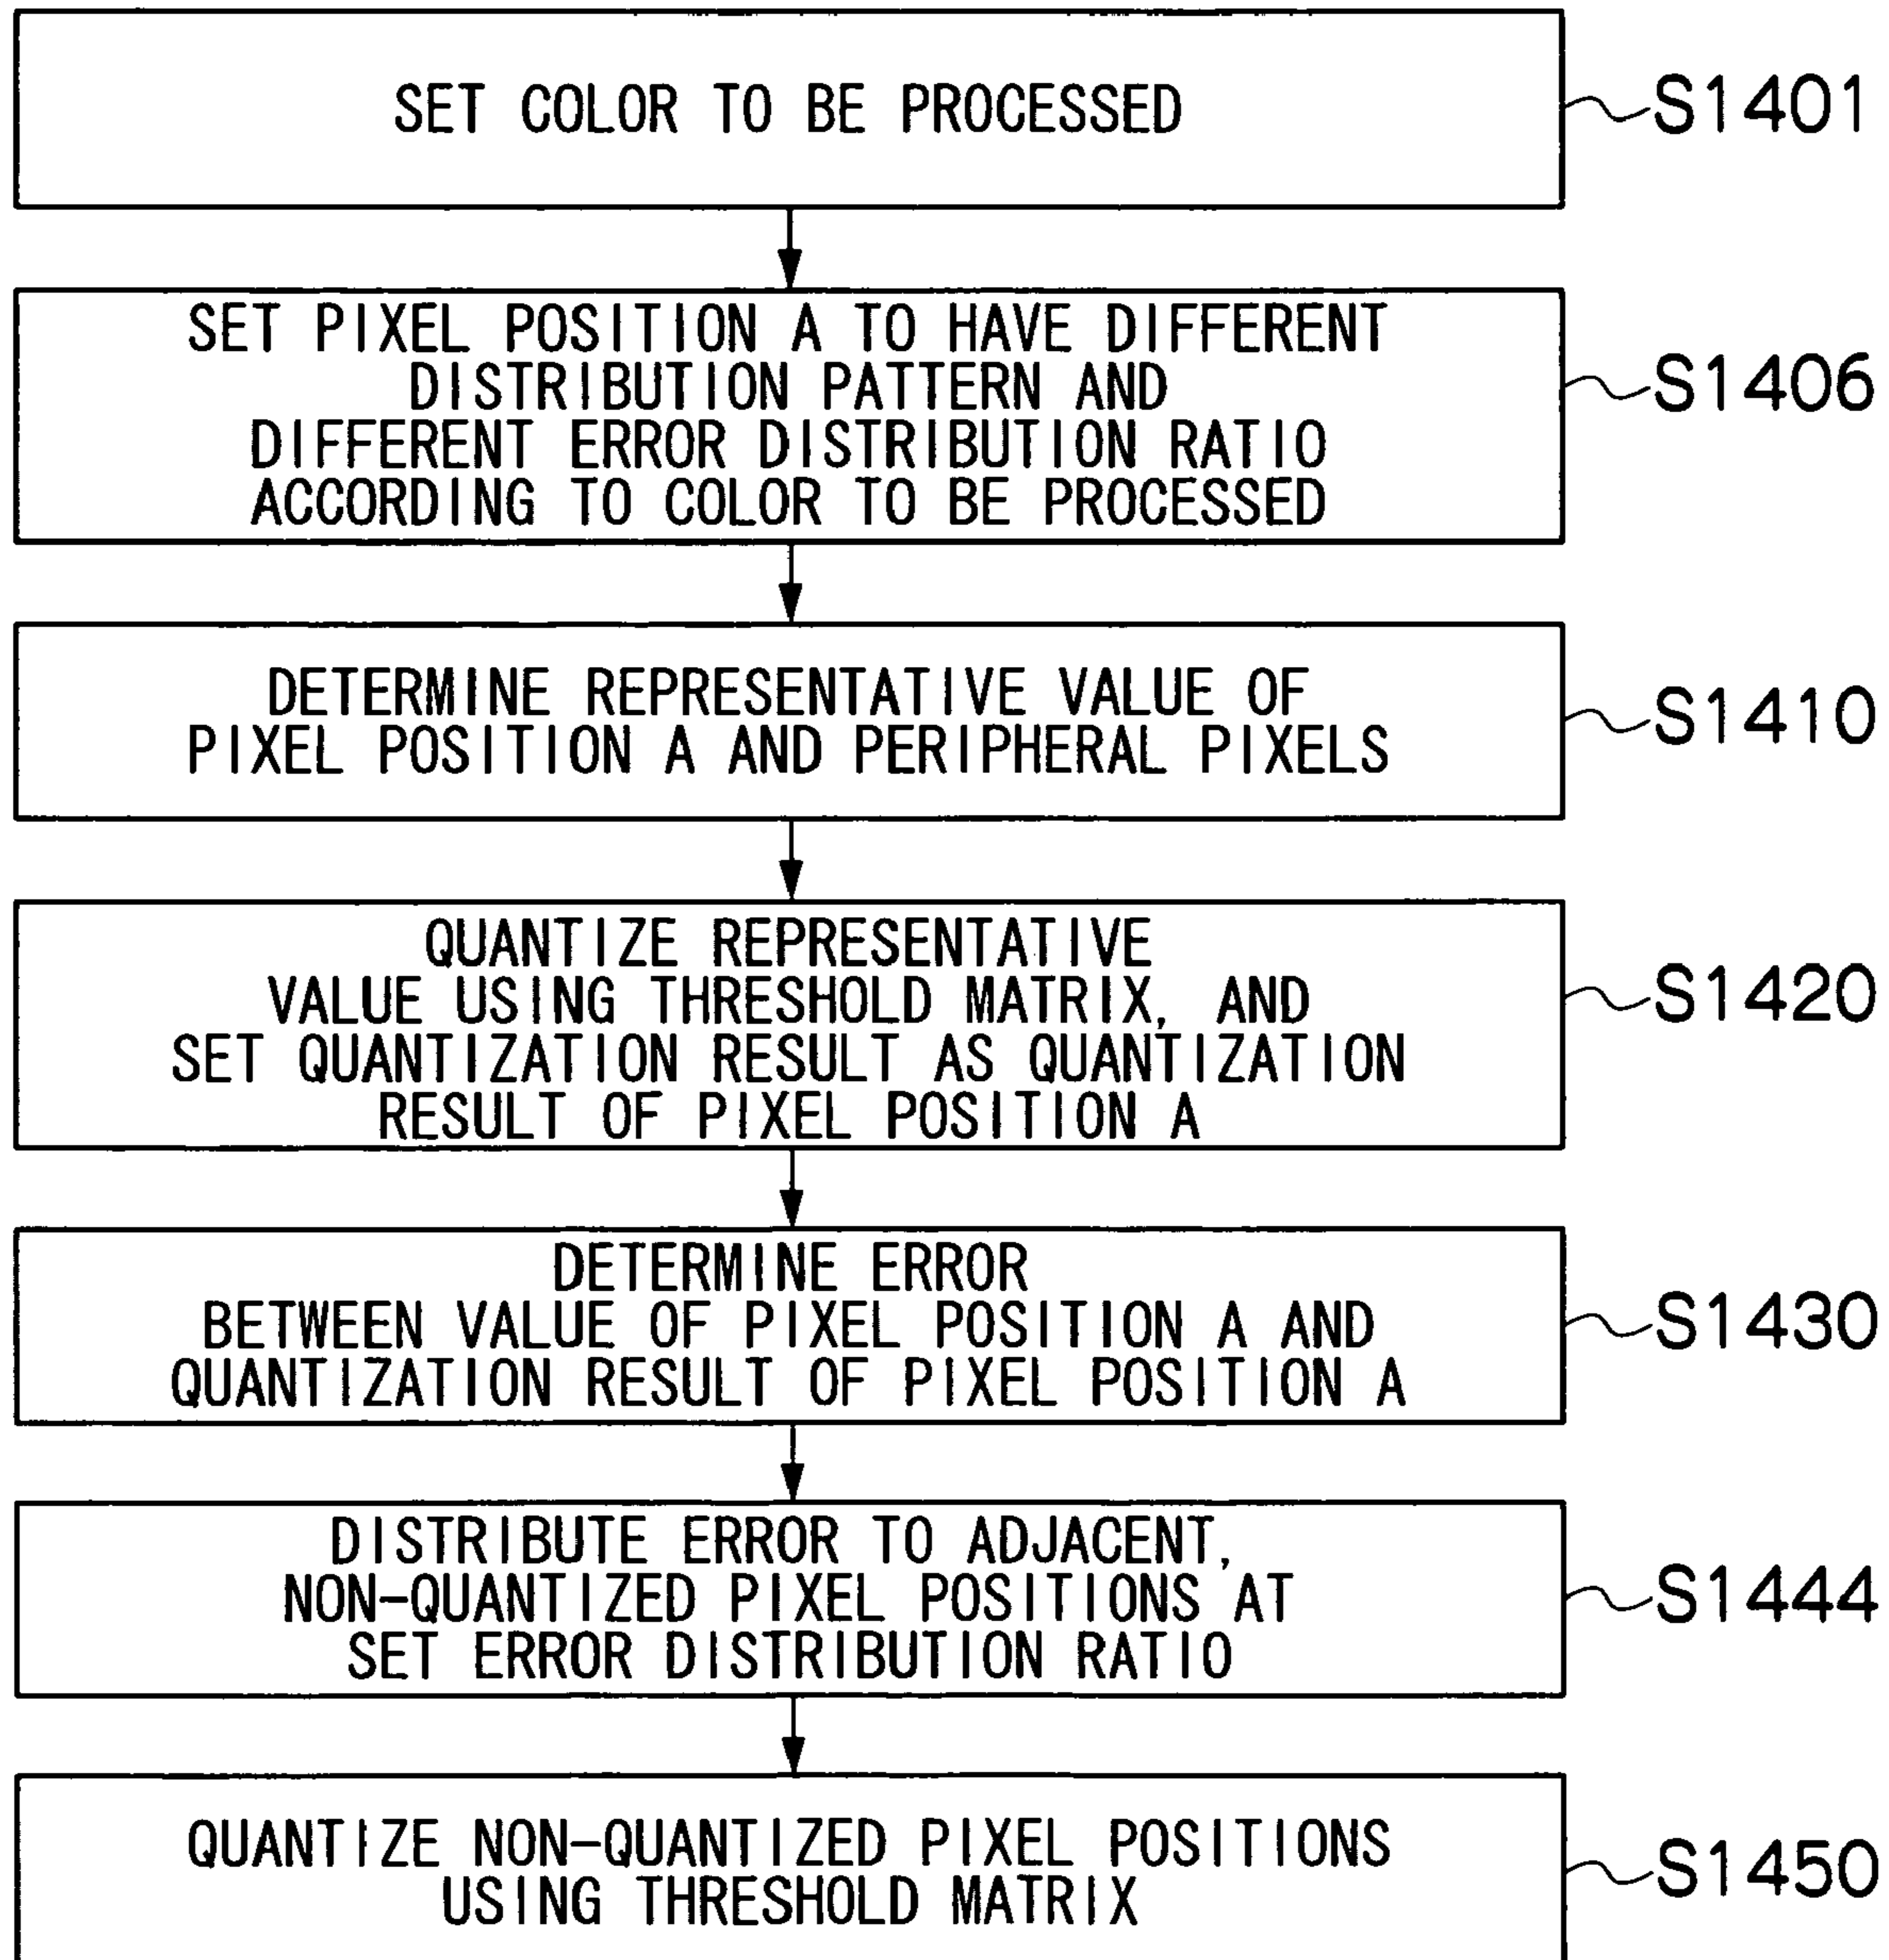 SET COLOR TO BE PROCESSED
S1401
SET PIXEL POSITION A TO HAVE DIFFERENT
DISTRIBUTION PATTERN AND
DIFFERENT ERROR DISTRIBUTION RATIO
ACCORDING TO COLOR TO BE PROCESSED
S1406
DETERMINE REPRESENTATIVE VALUE OF
PIXEL POSITION A AND PERIPHERAL PIXELS
S1410
QUANTIZE REPRESENTATIVE
VALUE USING THRESHOLD MATRIX, AND
SET QUANTIZATION RESULT AS QUANTIZATION
RESULT OF PIXEL POSITION A
S1420
DETERMINE ERROR
BETWEEN VALUE OF PIXEL POSITION A AND
QUANTIZATION RESULT OF PIXEL POSITION A
S1430
DISTRIBUTE ERROR TO ADJACENT,
NON-QUANTIZED PIXEL POSITIONS AT
SET ERROR DISTRIBUTION RATIO
S1444
QUANTIZE NON-QUANTIZED PIXEL POSITIONS
USING THRESHOLD MATRIX
S1450